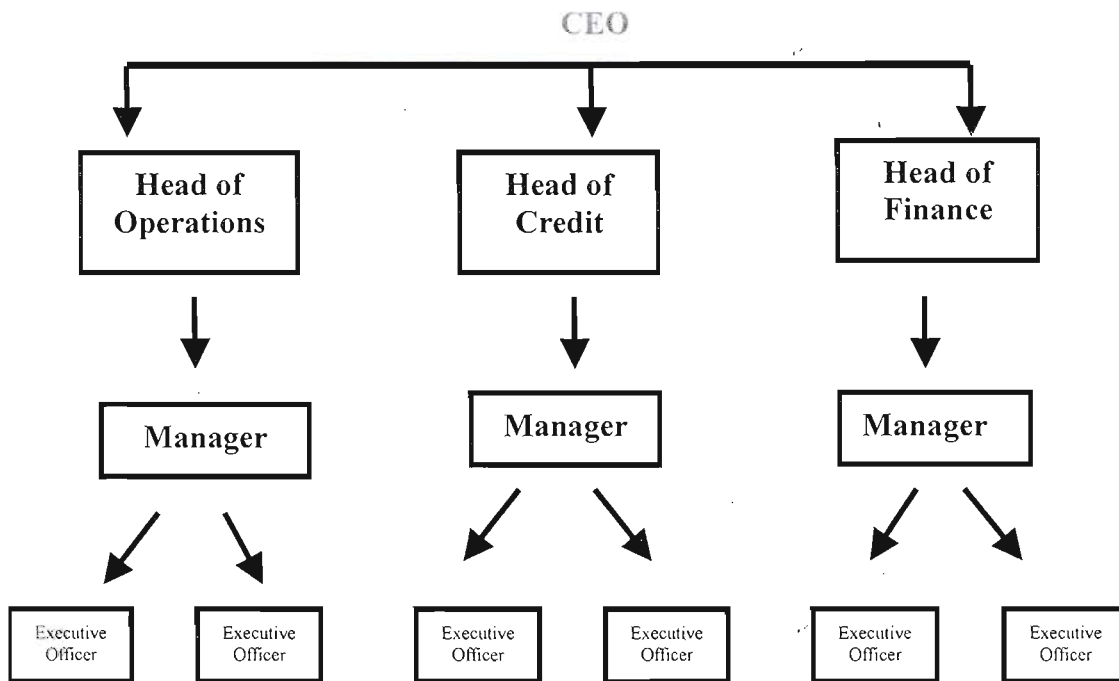 CEO
Head of
Operations
Head of
Credit
Head of
Finance
Manager
Manager
Manager
Executive
Officer
Executive
Officer
Executive
Officer
Executive
Officer
Executive
Officer
Executive
Officer